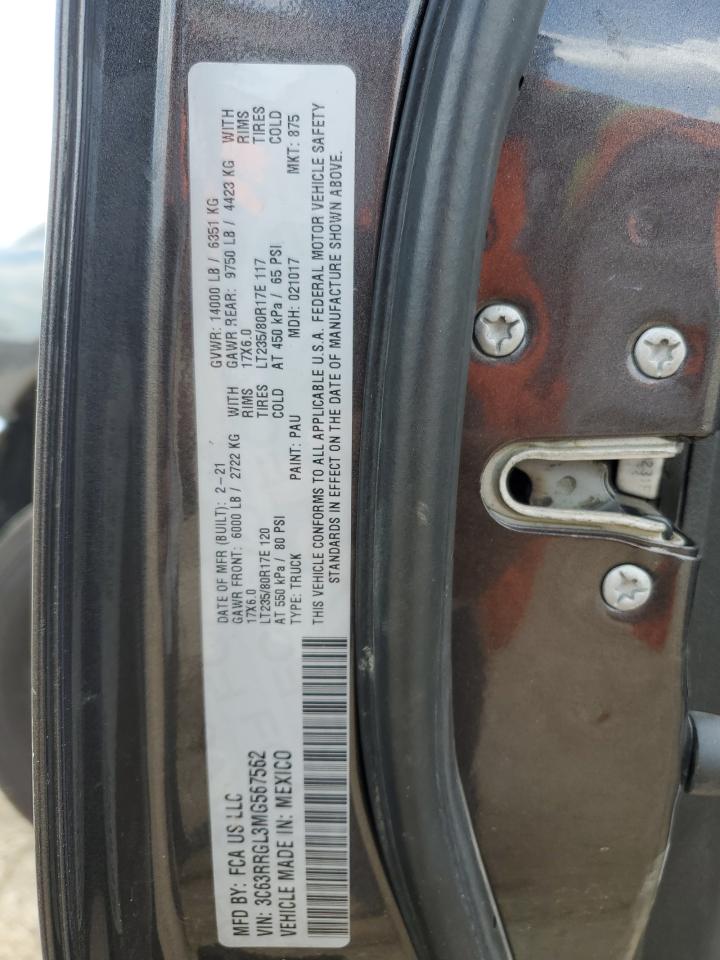 MFD BY: FCA US LLC
VIN: 3C63RRGL3MG567562
VEHICLE MADE IN: MEXICO
DATE OF MFR (BUILT): 2-21
GVWR: 14000 LB / 6351 KG
GAWR FRONT: 6000 LB / 2722 KG WITH
GAWR REAR: 9750 LB / 4423 KG WITH
17X6.0 RIMS
17X6.0 RIMS
LT235/80R17E 120 TIRES
LT235/80R17E 117 TIRES
AT 550 kPa / 80 PSI COLD
AT 450 kPa / 65 PSI COLD
TYPE: TRUCK PAINT: PAU MDH: 021017 MKT: 875
THIS VEHICLE CONFORMS TO ALL APPLICABLE U.S.A. FEDERAL MOTOR VEHICLE SAFETY
STANDARDS IN EFFECT ON THE DATE OF MANUFACTURE SHOWN ABOVE.